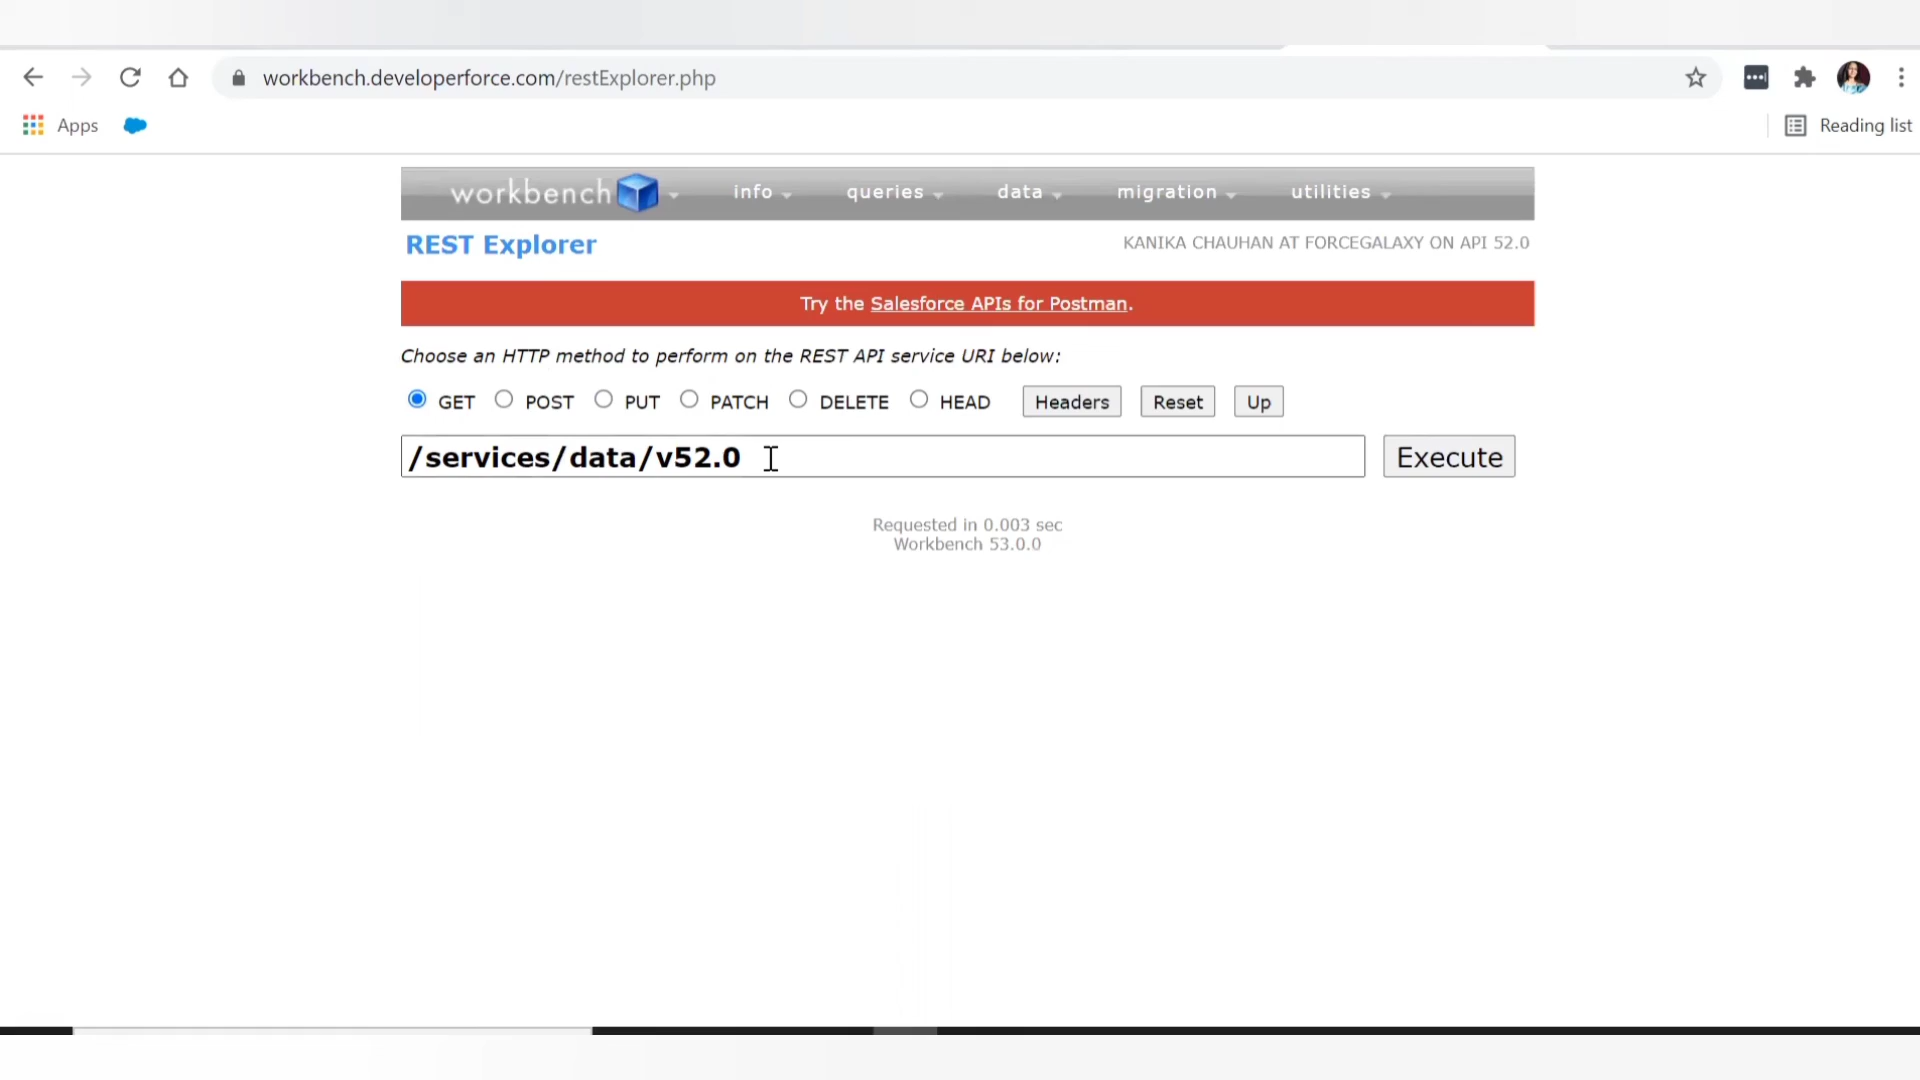 workbench.developerforce.com/restExplorer.php
Apps
Reading list
workbench info queries data migration utilities
REST Explorer
KANIKA CHAUHAN AT FORCEGALAXY ON API 52.0
Try the Salesforce APIs for Postman.
Choose an HTTP method to perform on the REST API service URI below:
GET POST PUT PATCH DELETE HEAD Headers Reset Up
/services/data/v52.0 Execute
Requested in 0.003 sec
Workbench 53.0.0